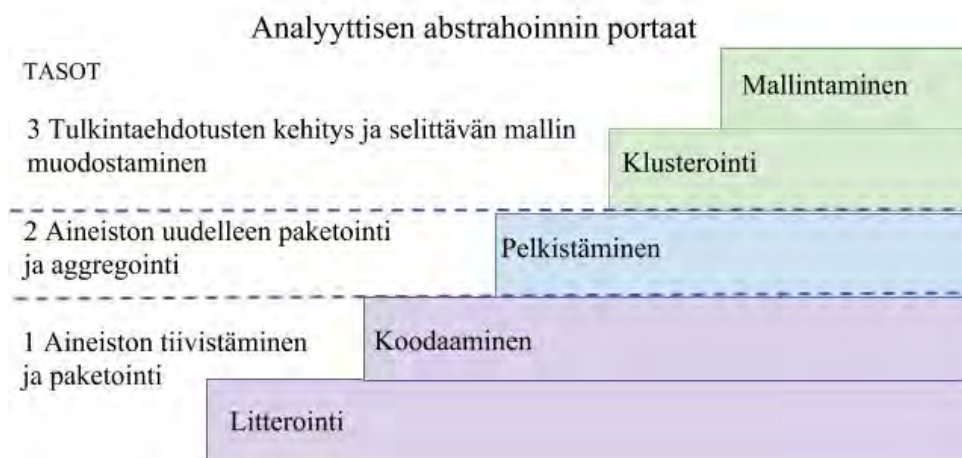 Analyyttisen abstrahoinnin portaat
TASOT
Mallintaminen
3 Tulkintaehdotusten kehitys ja selittävän mallin
muodostaminen
Klusterointi
2 Aineiston uudelleen paketointi
ja aggregointi
Pelkistäminen
1 Aineiston tiivistäminen
ja paketointi
Koodaaminen
Litterointi